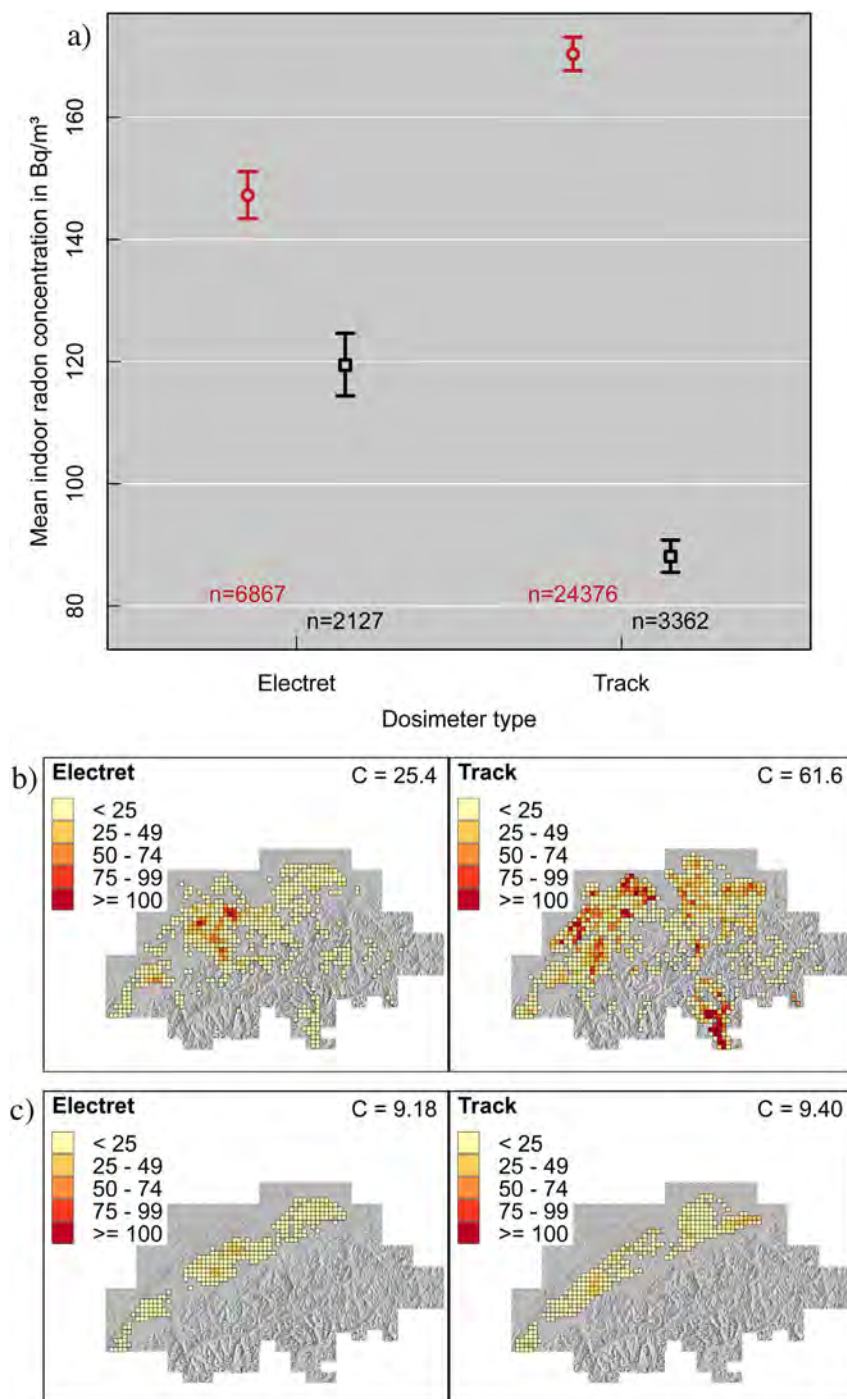 a)
Mean indoor radon concentration in Bq/m³
160
140
120
100
80
n=6867
n=2127
n=24376
n=3362
Electret
Track
Dosimeter type
b)
Electret
C = 25.4
< 25
25 - 49
50 - 74
75 - 99
>= 100
Track
C = 61.6
< 25
25 - 49
50 - 74
75 - 99
>= 100
c)
Electret
C = 9.18
< 25
25 - 49
50 - 74
75 - 99
>= 100
Track
C = 9.40
< 25
25 - 49
50 - 74
75 - 99
>= 100